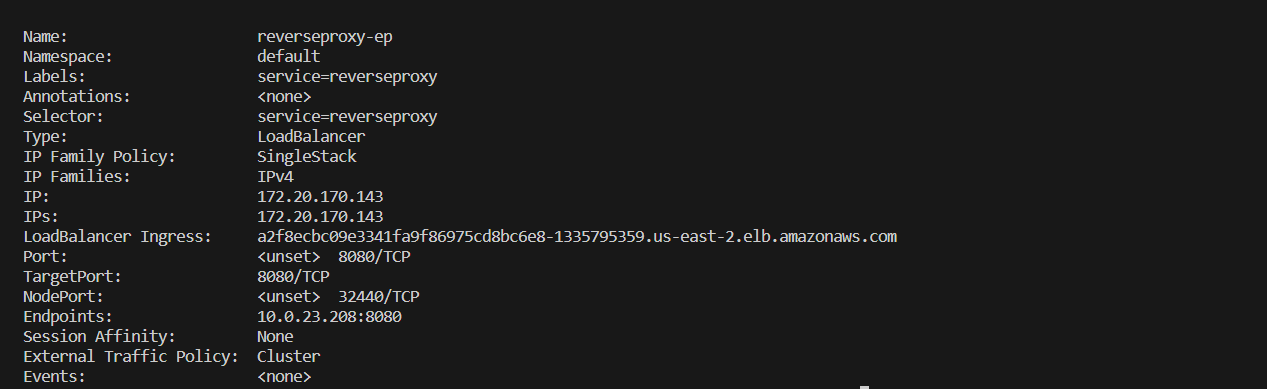 Name:                     reverseproxy-ep
Namespace:                default
Labels:                   service=reverseproxy
Annotations:              <none>
Selector:                 service=reverseproxy
Type:                     LoadBalancer
IP Family Policy:         SingleStack
IP Families:              IPv4
IP:                       172.20.170.143
IPs:                      172.20.170.143
LoadBalancer Ingress:     a2f8ecbc09e3341fa9f86975cd8bc6e8-1335795359.us-east-2.elb.amazonaws.com
Port:                     <unset>  8080/TCP
TargetPort:               8080/TCP
NodePort:                 <unset>  32440/TCP
Endpoints:                10.0.23.208:8080
Session Affinity:         None
External Traffic Policy:  Cluster
Events:                   <none>